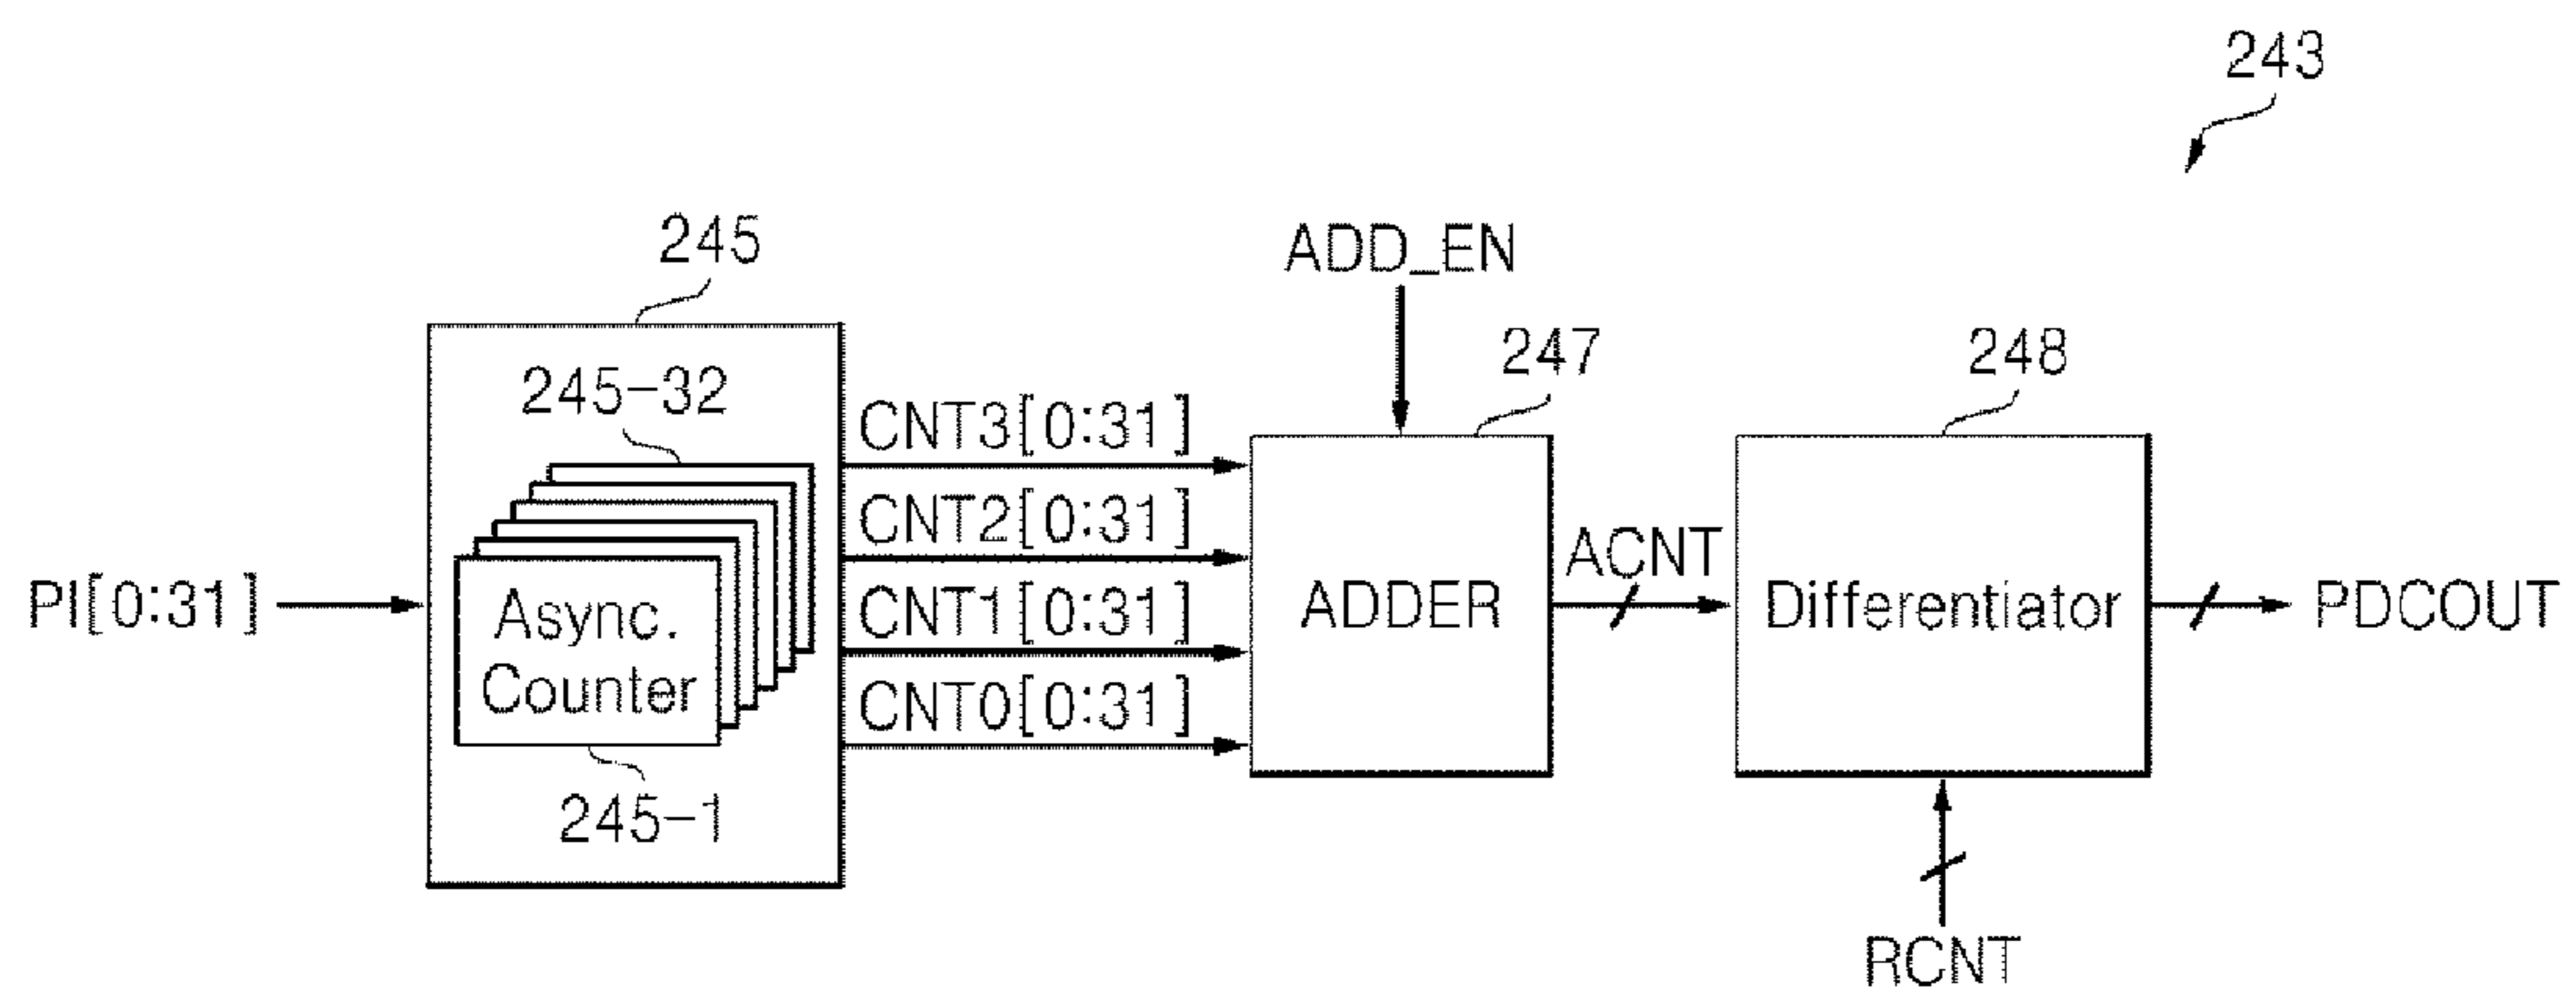 243
245
ADD_EN
247
248
245-32
CNT3[0:31]
CNT2[0:31]
ACNT
PI[0:31]
Async.
Counter
CNT1[0:31]
ADDER
Differentiator
PDCOUT
CNT0[0:31]
245-1
RCNT